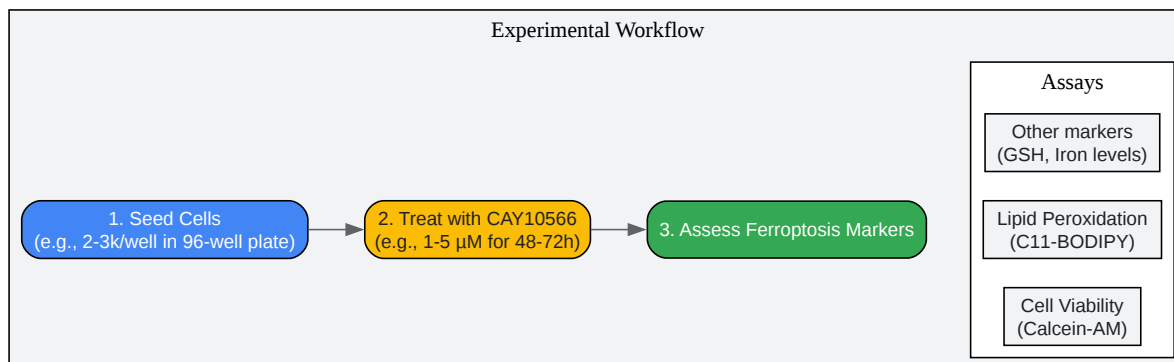 Experimental Workflow
1. Seed Cells
(e.g., 2-3k/well in 96-well plate)
2. Treat with CAY10566
(e.g., 1-5 µM for 48-72h)
3. Assess Ferroptosis Markers
Assays
Other markers
(GSH, Iron levels)
Lipid Peroxidation
(C11-BODIPY)
Cell Viability
(Calcein-AM)